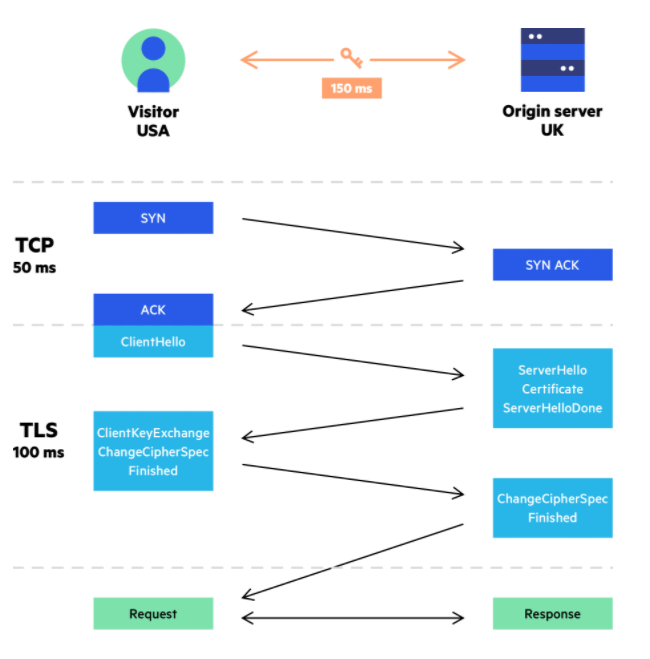 150 ms
Visitor
USA
Origin server
UK
TCP
50 ms
SYN
SYN ACK
ACK
ClientHello
ServerHello
Certificate
ServerHelloDone
TLS
100 ms
ClientKeyExchange
ChangeCipherSpec
Finished
ChangeCipherSpec
Finished
Request
Response